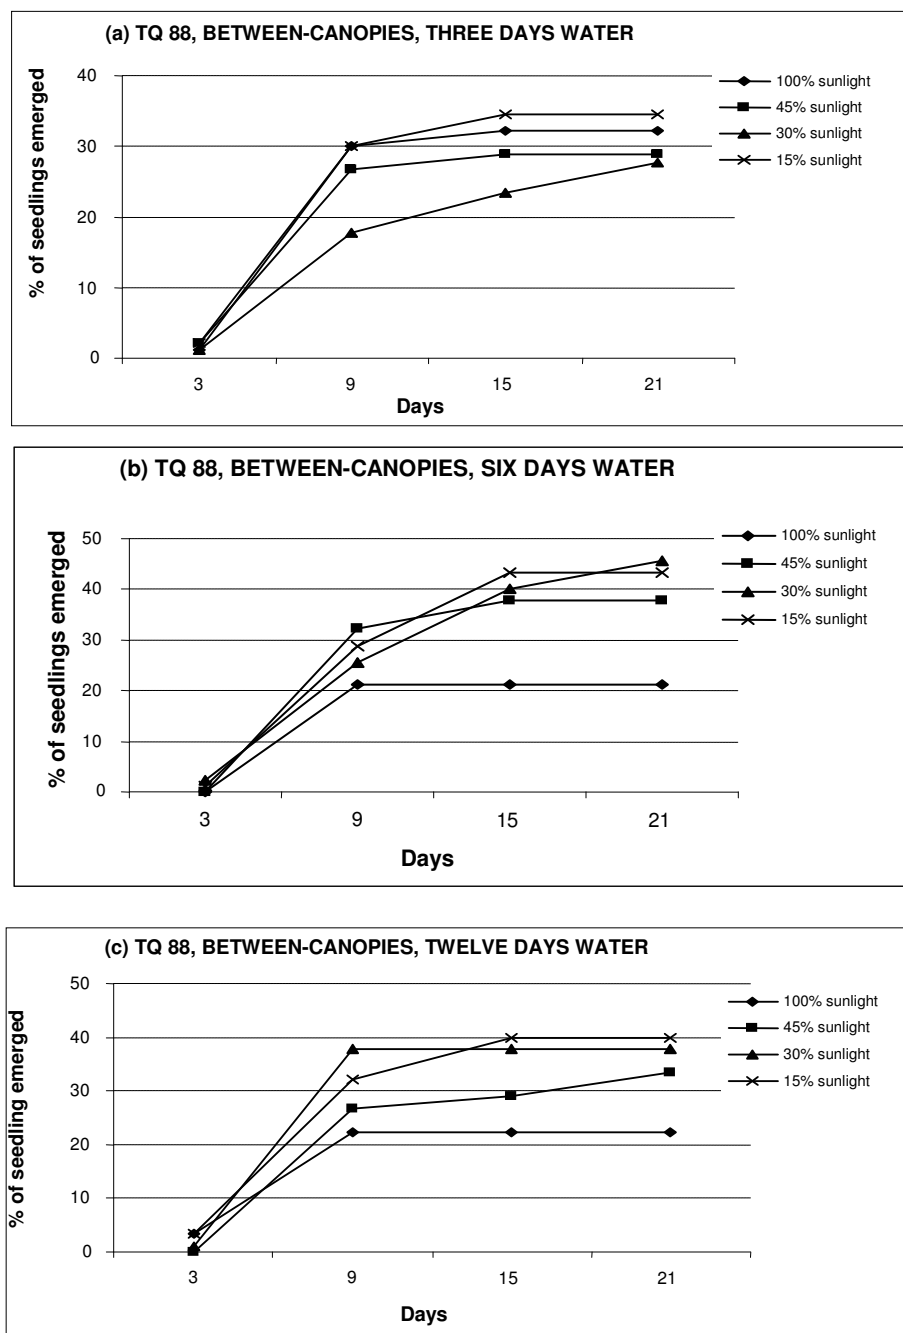 (a) TQ 88, BETWEEN-CANOPIES, THREE DAYS WATER
% of seedlings emerged
40
30
20
10
0
3 9 15 21
Days
100% sunlight
45% sunlight
30% sunlight
15% sunlight
(b) TQ 88, BETWEEN-CANOPIES, SIX DAYS WATER
% of seedlings emerged
50
40
30
20
10
0
3 9 15 21
Days
100% sunlight
45% sunlight
30% sunlight
15% sunlight
(c) TQ 88, BETWEEN-CANOPIES, TWELVE DAYS WATER
% of seedling emerged
50
40
30
20
10
0
3 9 15 21
Days
100% sunlight
45% sunlight
30% sunlight
15% sunlight